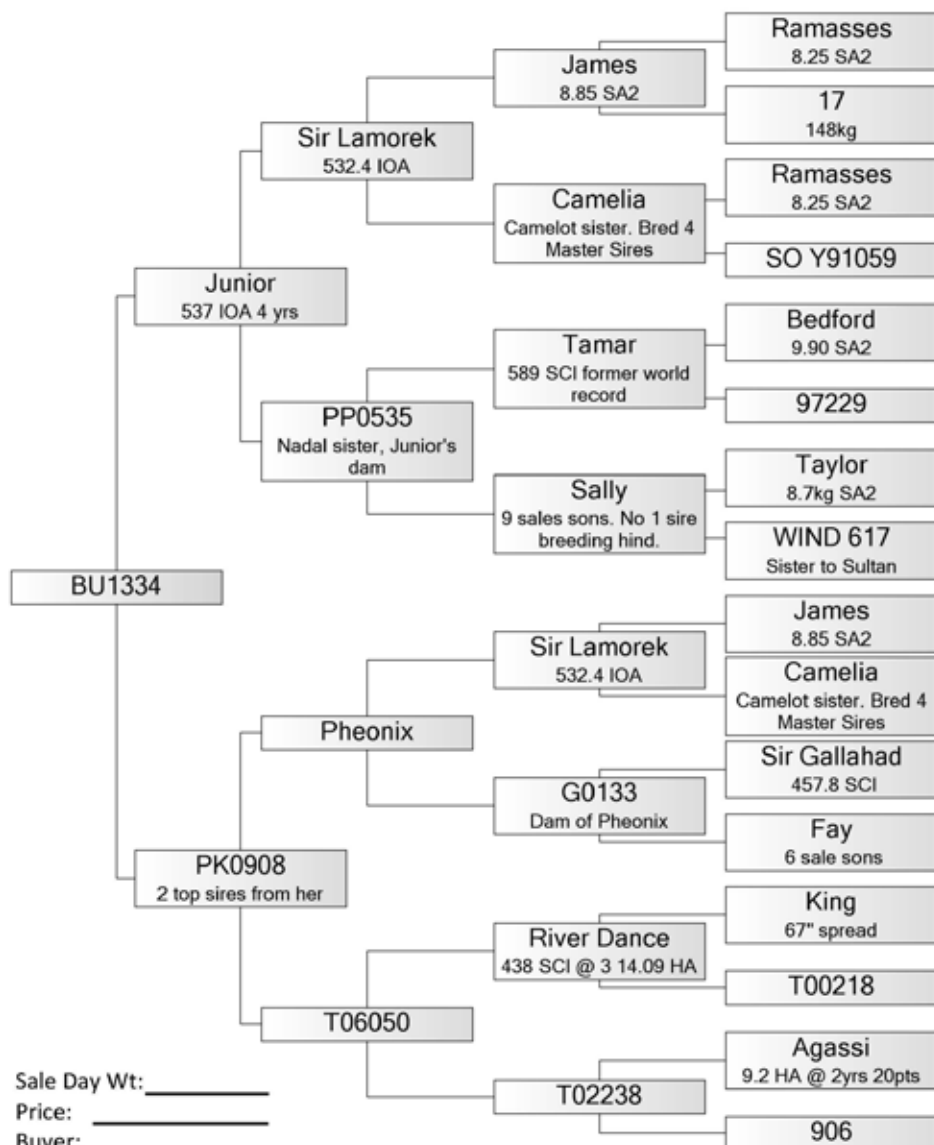 Ramasses
8.25 SA2
James
8.85 SA2
17
148kg
Sir Lamorek
532.4 IOA
Ramasses
8.25 SA2
Camelia
Camelot sister. Bred 4
Master Sires
SO Y91059
Junior
537 IOA 4 yrs
Bedford
9.90 SA2
Tamar
589 SCI former world
record
97229
PP0535
Nadal sister, Junior's
dam
Taylor
8.7kg SA2
Sally
9 sales sons. No 1 sire
breeding hind.
WIND 617
Sister to Sultan
BU1334
James
8.85 SA2
Sir Lamorek
532.4 IOA
Camelia
Camelot sister. Bred 4
Master Sires
Pheonix
Sir Gallahad
457.8 SCI
G0133
Dam of Pheonix
Fay
6 sale sons
PK0908
2 top sires from her
King
67" spread
River Dance
438 SCI @ 3 14.09 HA
T00218
T06050
Agassi
9.2 HA @ 2yrs 20pts
T02238
906
Sale Day Wt:
Price:
Buyer: